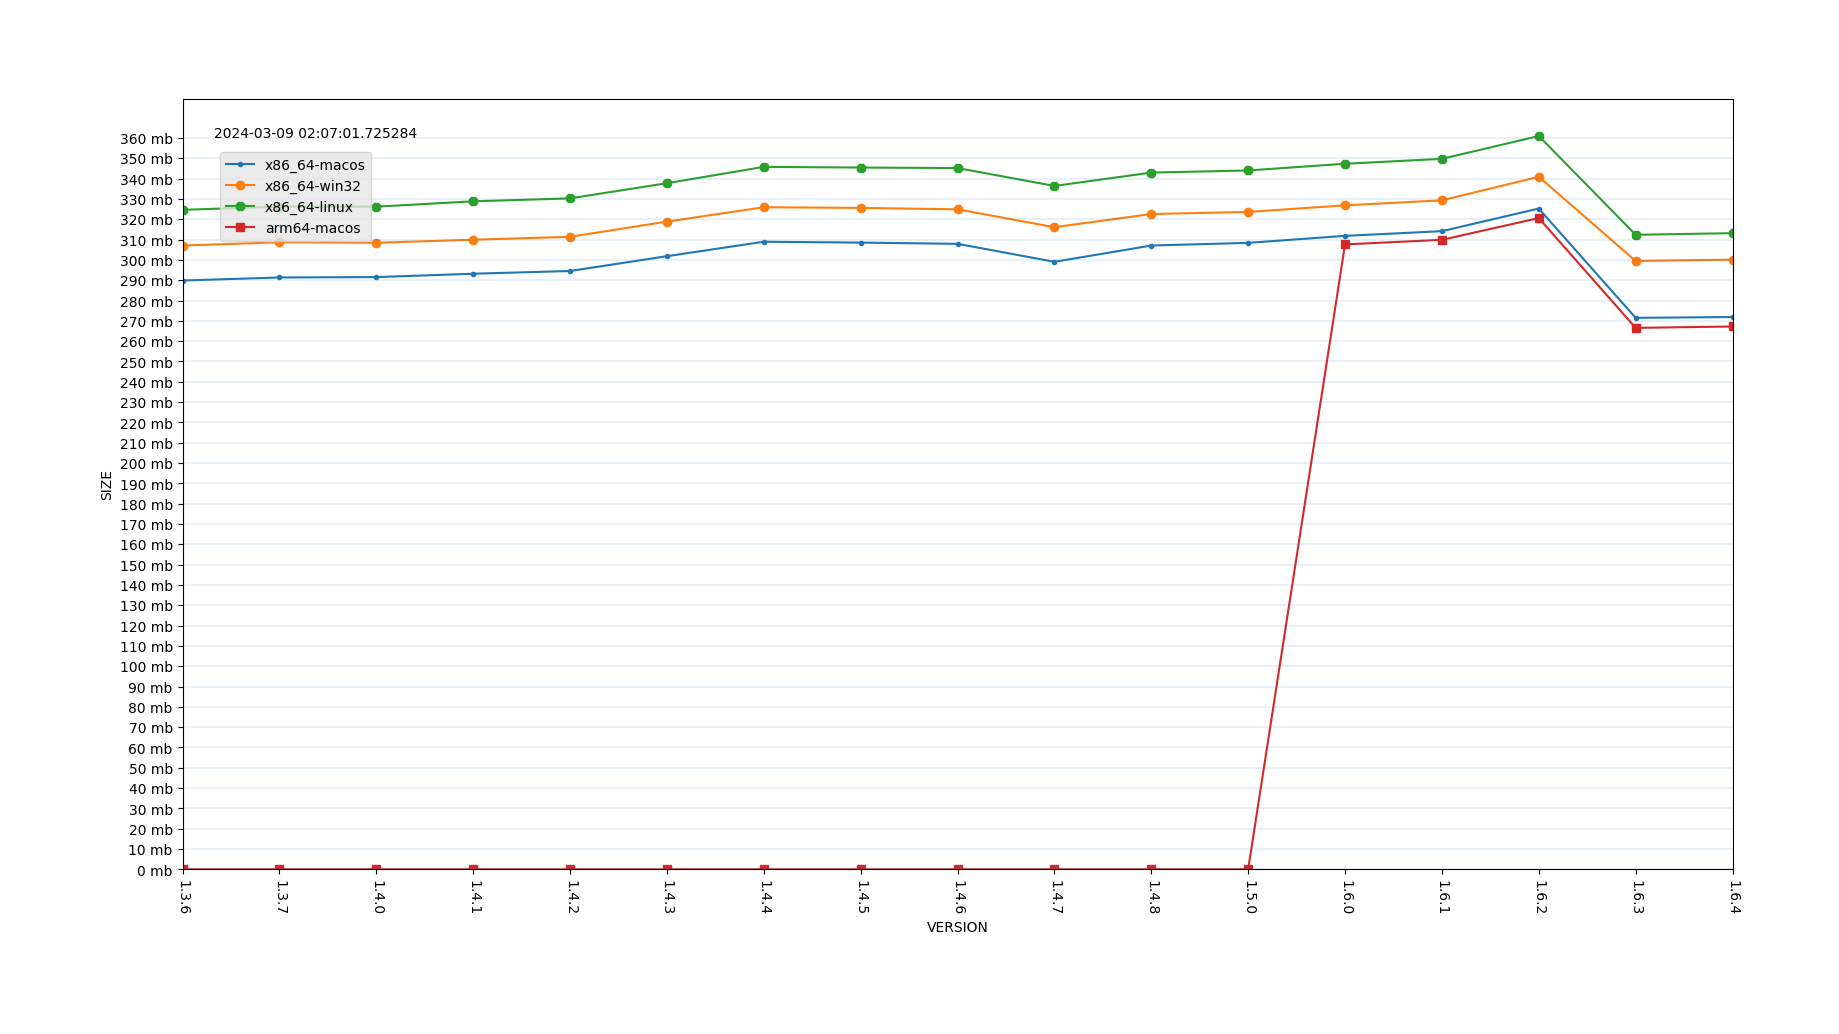 2024-03-09 02:07:01.725284
x86_64-macos
x86_64-win32
x86_64-linux
arm64-macos
360 mb
350 mb
340 mb
330 mb
320 mb
310 mb
300 mb
290 mb
280 mb
270 mb
260 mb
250 mb
240 mb
230 mb
220 mb
210 mb
200 mb
190 mb
180 mb
170 mb
160 mb
150 mb
140 mb
130 mb
120 mb
110 mb
100 mb
90 mb
80 mb
70 mb
60 mb
50 mb
40 mb
30 mb
20 mb
10 mb
0 mb
SIZE
1.3.6
1.3.7
1.4.0
1.4.1
1.4.2
1.4.3
1.4.4
1.4.5
1.4.6
1.4.7
1.4.8
1.5.0
1.6.0
1.6.1
1.6.2
1.6.3
1.6.4
VERSION